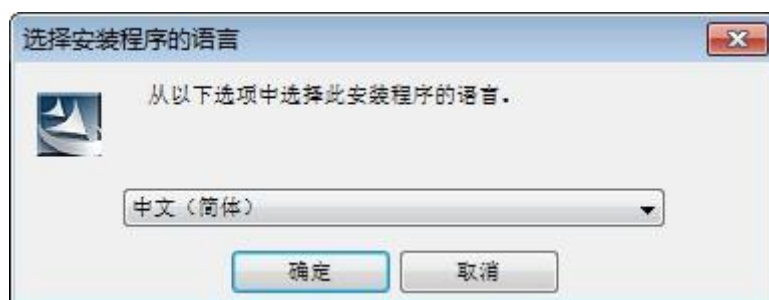 选择安装程序的语言
从以下选项中选择此安装程序的语言.
中文（简体）
确定
取消